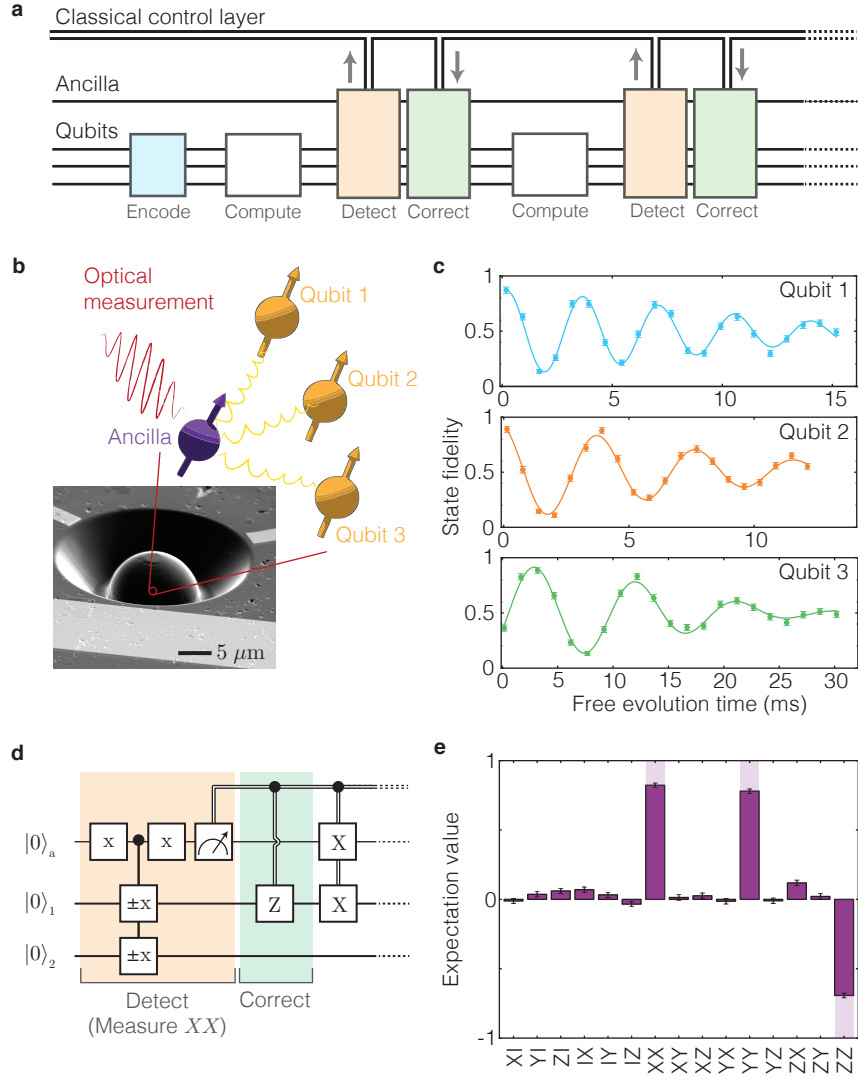 a
Classical control layer
Ancilla
Qubits
Encode
Compute
Detect
Correct
Compute
Detect
Correct
b
Optical
measurement
Qubit 1
Qubit 2
Ancilla
Qubit 3
5 μm
c
State fidelity
1
0.5
0
Qubit 1
0 5 10 15
1
0.5
0
Qubit 2
0 5 10
1
0.5
0
Qubit 3
0 5 10 15 20 25 30
Free evolution time (ms)
d
|0⟩a x x X
|0⟩1 ±x Z X
|0⟩2 ±x
Detect
(Measure XX)
Correct
e
Expectation value
1
0
-1
XI YI ZI IX IY IZ XX XY XZ YX YY YZ ZX ZY ZZ